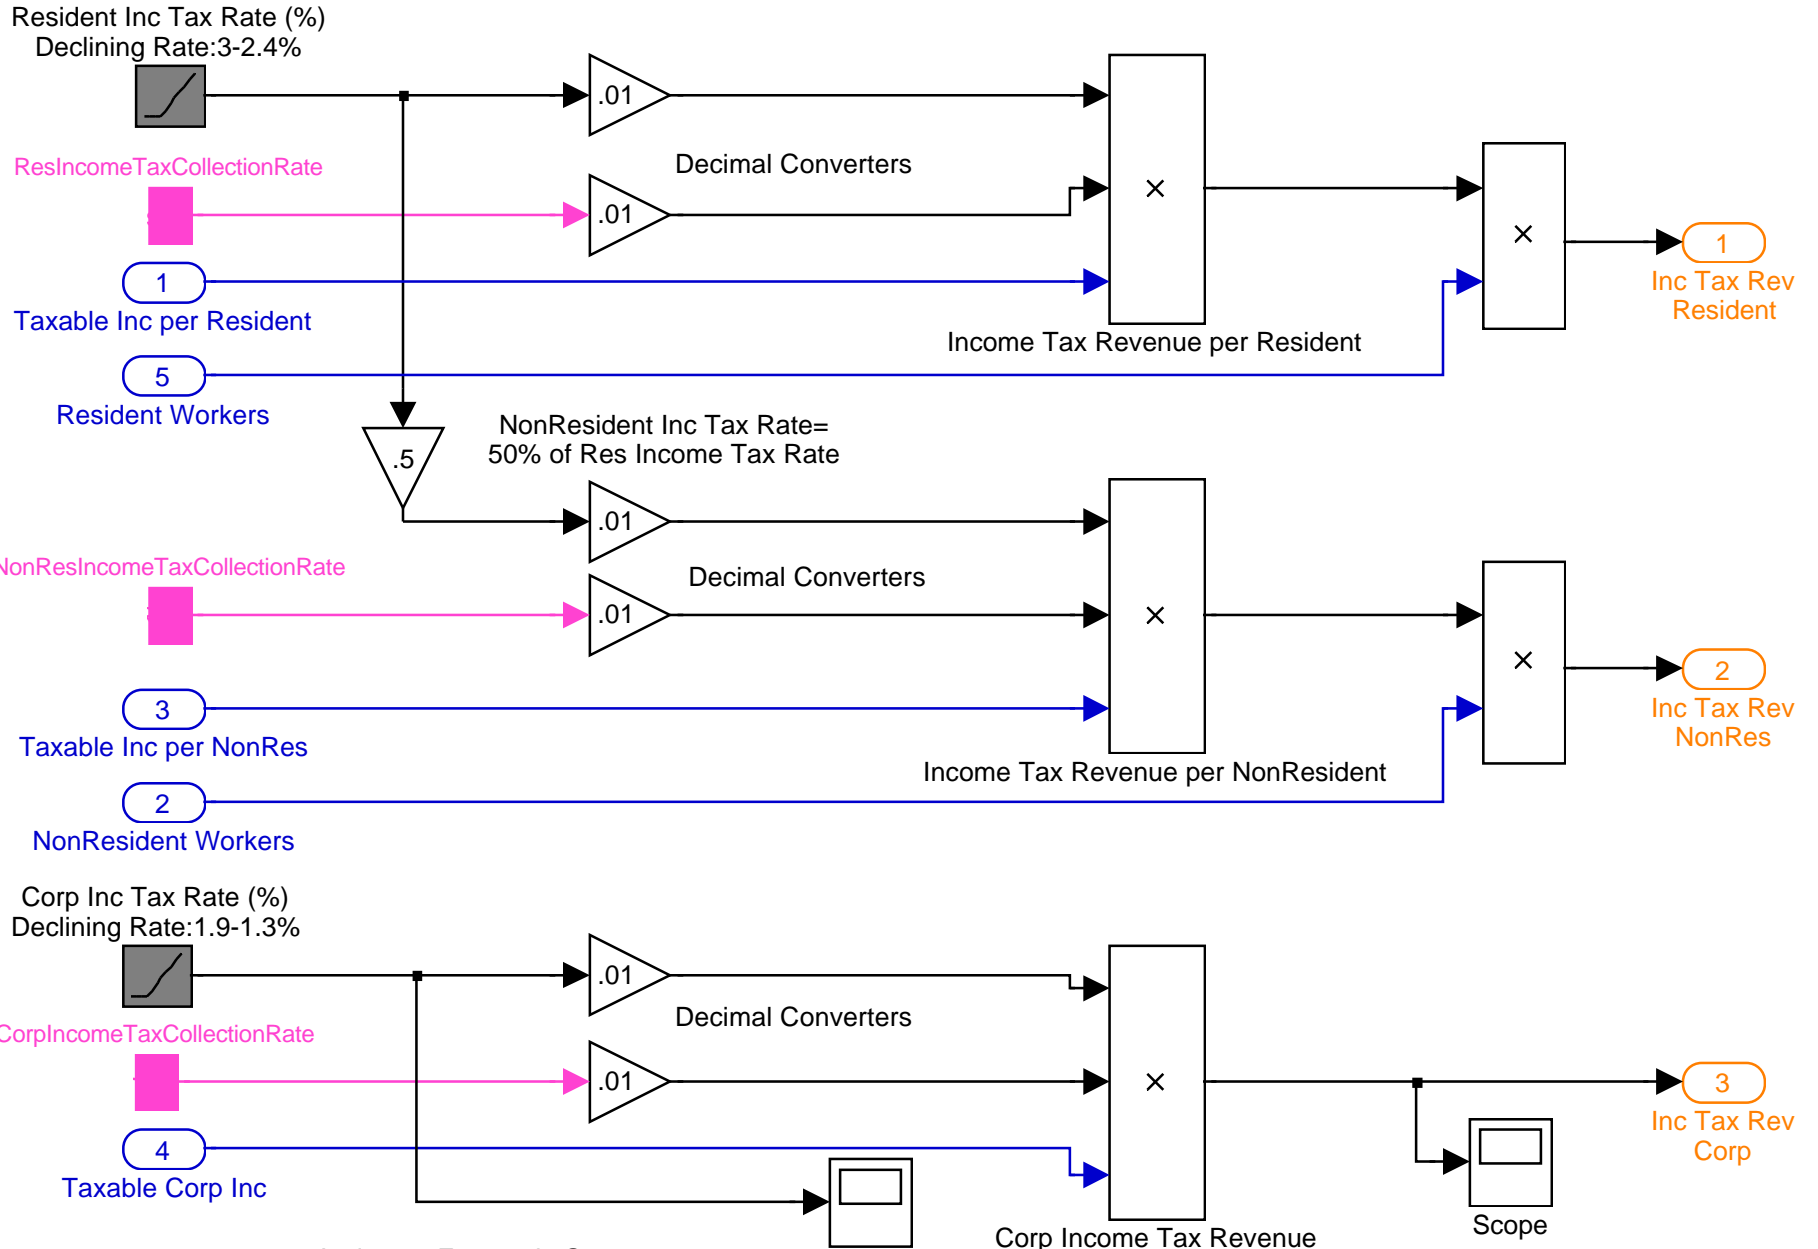 Resident Inc Tax Rate (%)
Declining Rate:3-2.4%
.01
ResIncomeTaxCollectionRate
Decimal Converters
.01
×
×
1
Inc Tax Rev
Resident
1
Taxable Inc per Resident
Income Tax Revenue per Resident
5
Resident Workers
.5
NonResident Inc Tax Rate=
50% of Res Income Tax Rate
.01
NonResIncomeTaxCollectionRate
Decimal Converters
.01
×
×
2
Inc Tax Rev
NonRes
3
Taxable Inc per NonRes
Income Tax Revenue per NonResident
2
NonResident Workers
Corp Inc Tax Rate (%)
Declining Rate:1.9-1.3%
.01
Decimal Converters
CorpIncomeTaxCollectionRate
.01
×
3
Inc Tax Rev
Corp
4
Taxable Corp Inc
Scope
Corp Income Tax Revenue